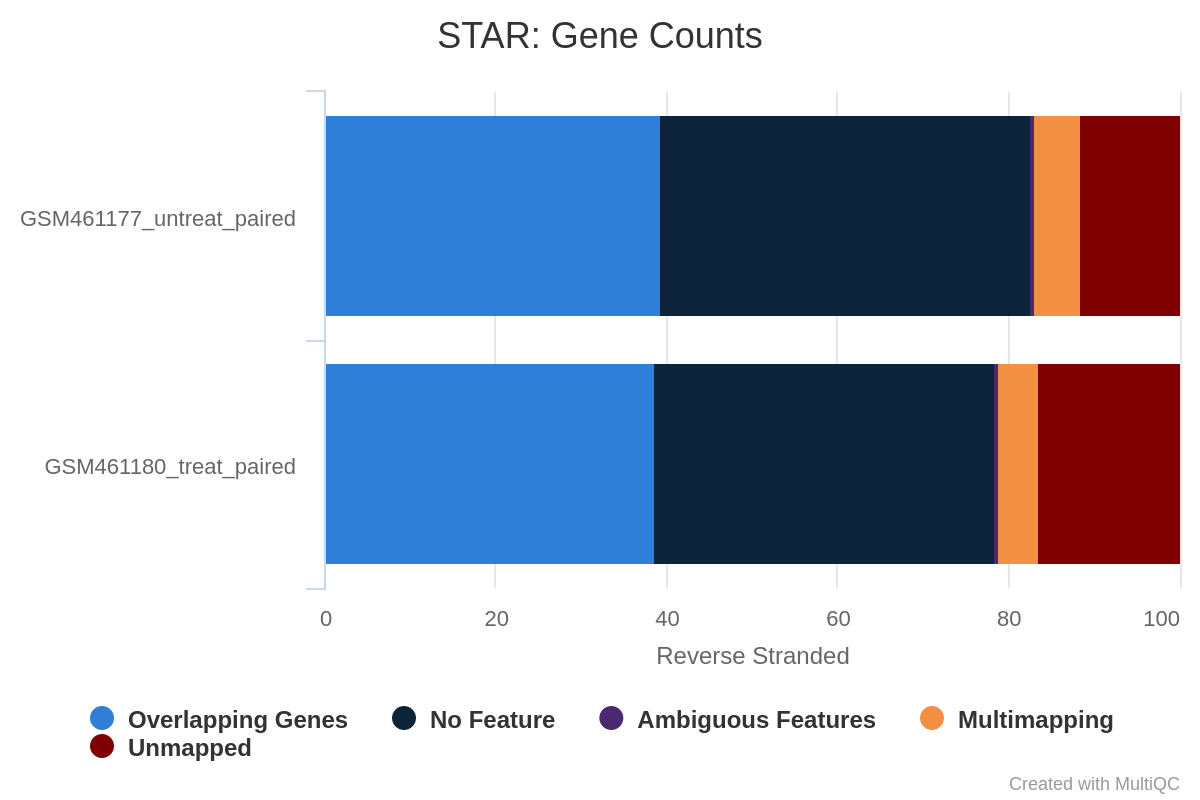 STAR: Gene Counts
GSM461177_untreat_paired
GSM461180_treat_paired
0 20 40 60 80 100
Reverse Stranded
Overlapping Genes No Feature Ambiguous Features Multimapping
Unmapped
Created with MultiQC